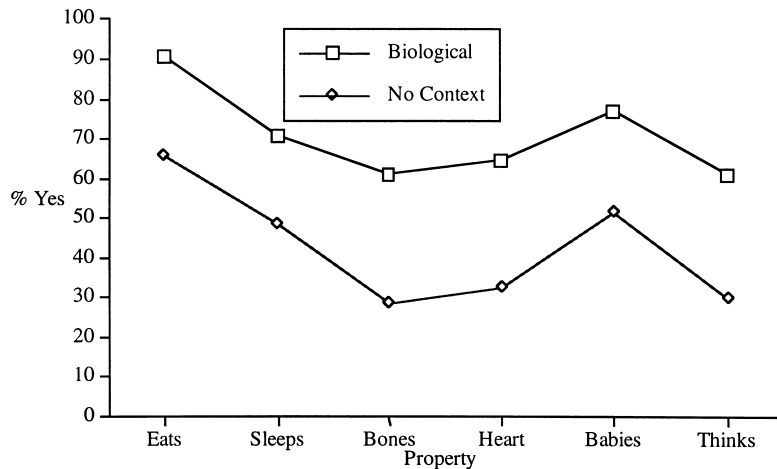 100
90
80
70
60
50
40
30
20
10
0
% Yes
Biological
No Context
Eats Sleeps Bones Heart Babies Thinks
Property